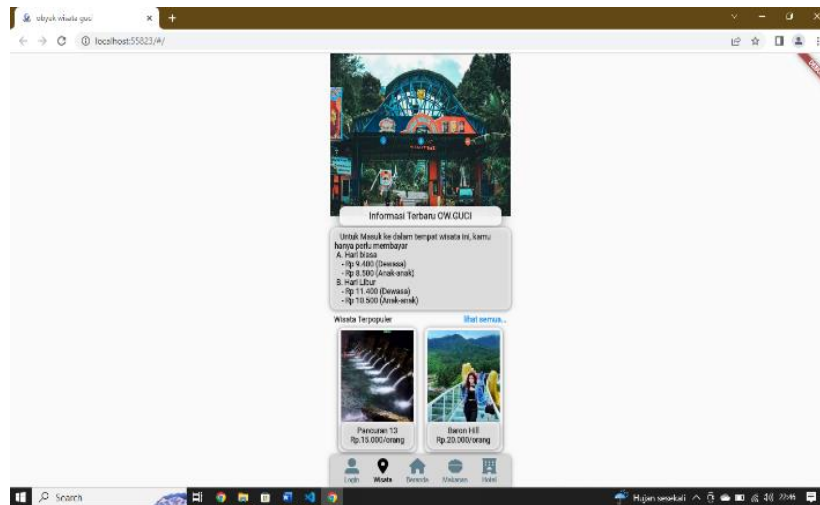 obyek wisata guci
localhost:55823/#/
Informasi Terbaru OW.GUCI
Untuk Masuk ke dalam tempat wisata ini, kamu
hanya perlu membayar
A. Hari biasa
- Rp 9.400 (Dewasa)
- Rp 8.500 (Anak-anak)
B. Hari Libur
- Rp 11.400 (Dewasa)
- Rp 10.500 (Anak-anak)
Wisata Terpopuler lihat semua...
Pancuran 13 Baron Hill
Rp.15.000/orang Rp.20.000/orang
Login Wisata Beranda Makanan Hotel
Search Hujan sesekali 22:46